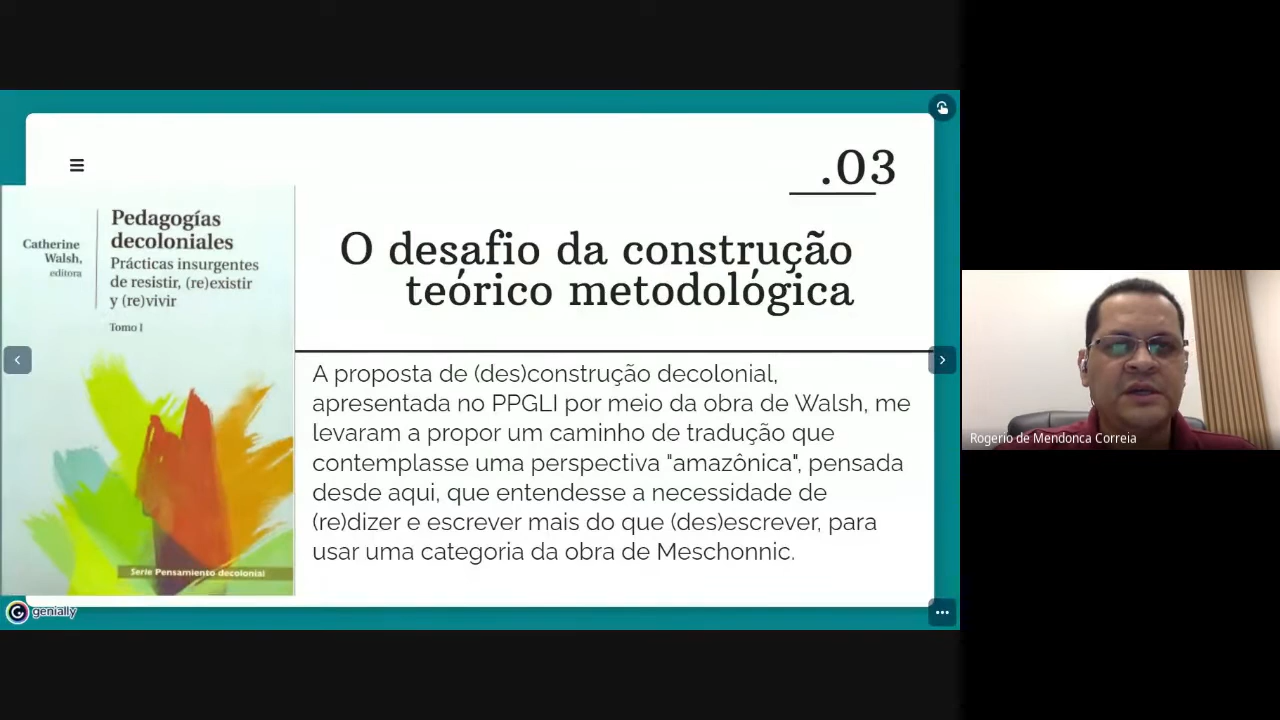 .03
Catherine
Walsh,
editora
Pedagogías
decoloniales
Prácticas insurgentes
de resistir, (re)existir
y (re)vivir
Tomo I
Serie Pensamiento decolonial
O desafio da construção
teórico metodológica
A proposta de (des)construção decolonial,
apresentada no PPGLI por meio da obra de Walsh, me
levaram a propor um caminho de tradução que
contemplasse uma perspectiva "amazônica", pensada
desde aqui, que entendesse a necessidade de
(re)dizer e escrever mais do que (des)escrever, para
usar uma categoria da obra de Meschonnic.
genially
Rogerio de Mendonca Correia